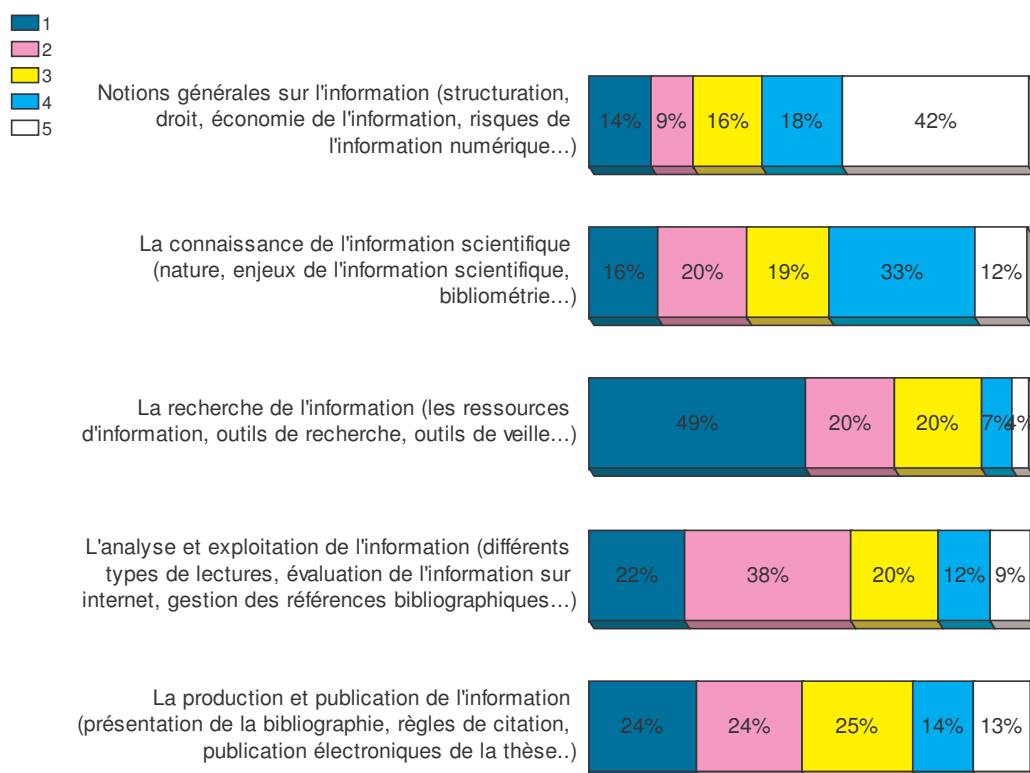 1
2
3
4
5
Notions générales sur l'information (structuration,
droit, économie de l'information, risques de
l'information numérique...)
14% 9% 16% 18% 42%
La connaissance de l'information scientifique
(nature, enjeux de l'information scientifique,
bibliométrie...)
16% 20% 19% 33% 12%
La recherche de l'information (les ressources
d'information, outils de recherche, outils de veille...)
49% 20% 20% 7% 4%
L'analyse et exploitation de l'information (différents
types de lectures, évaluation de l'information sur
internet, gestion des références bibliographiques...)
22% 38% 20% 12% 9%
La production et publication de l'information
(présentation de la bibliographie, règles de citation,
publication électroniques de la thèse..)
24% 24% 25% 14% 13%